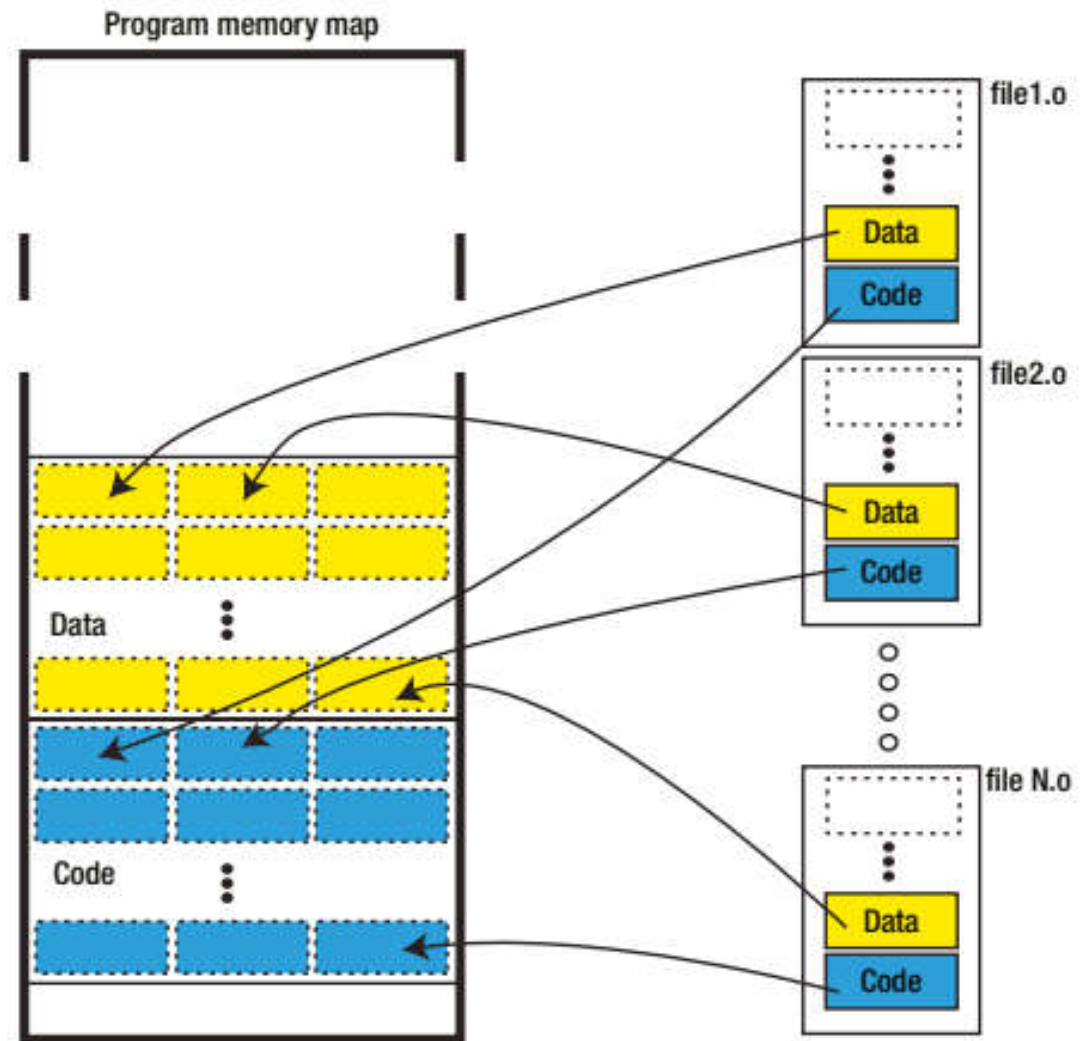 Program memory map
file1.o
Data
Code
file2.o
Data
Code
Data
Code
file N.o
Data
Code